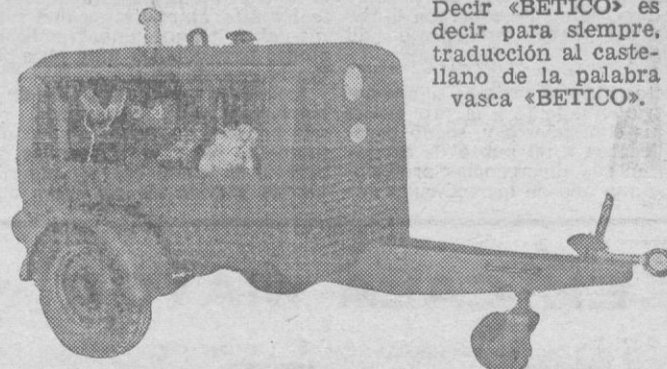 Decir «BETICO» es
decir para siempre,
traducción al caste-
llano de la palabra
vasca «BETICO».